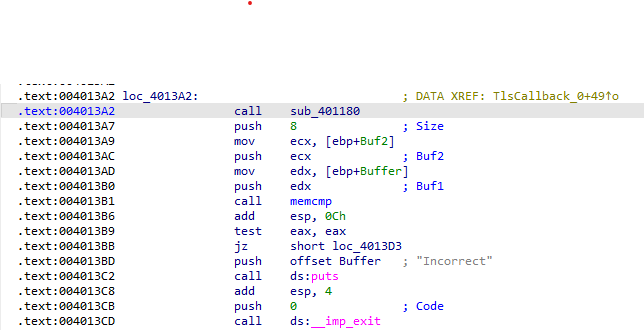 .text:004013A2 loc_4013A2: ; DATA XREF: TlsCallback_0+49↑o
.text:004013A2 call sub_401180
.text:004013A7 push 8 ; Size
.text:004013A9 mov ecx, [ebp+Buf2]
.text:004013AC push ecx ; Buf2
.text:004013AD mov edx, [ebp+Buffer]
.text:004013B0 push edx ; Buf1
.text:004013B1 call memcmp
.text:004013B6 add esp, 0Ch
.text:004013B9 test eax, eax
.text:004013BB jz short loc_4013D3
.text:004013BD push offset Buffer ; "Incorrect"
.text:004013C2 call ds:puts
.text:004013C8 add esp, 4
.text:004013CB push 0 ; Code
.text:004013CD call ds:__imp_exit